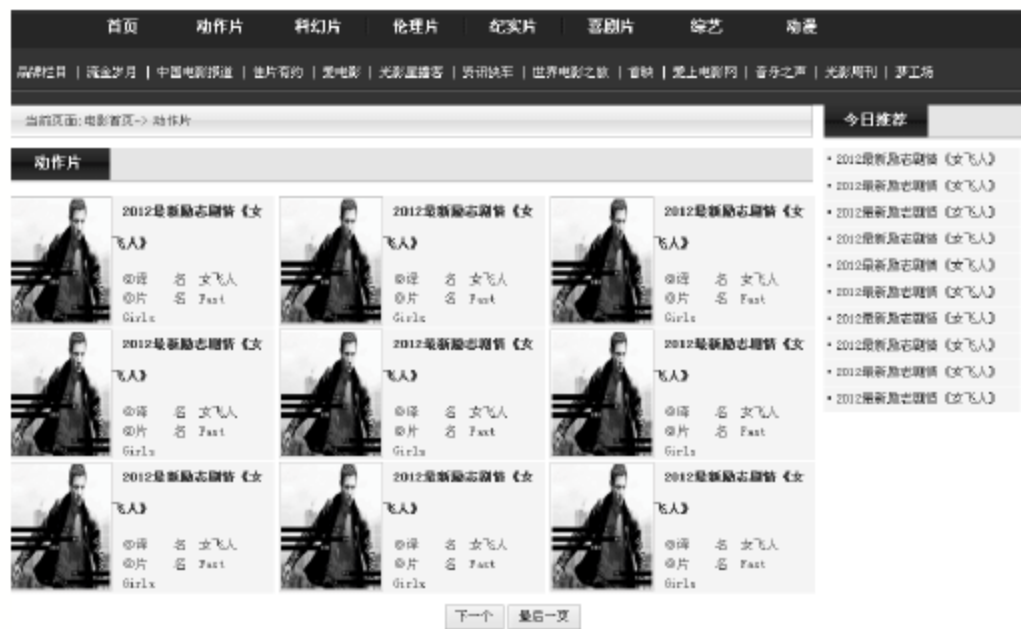 首页 动作片 科幻片 伦理片 纪实片 喜剧片 综艺 动漫
品牌栏目 | 流金岁月 | 中国电影报道 | 佳片有约 | 爱电影 | 光影星播客 | 资讯快车 | 世界电影之旅 | 首映 | 爱上电影网 | 音乐之声 | 光影周刊 | 梦工场
当前页面:电影首页-> 动作片
动作片
2012最新励志剧情《女
飞人》
◎译 名 女飞人
◎片 名 Fast
Girls
2012最新励志剧情《女
飞人》
◎译 名 女飞人
◎片 名 Fast
Girls
2012最新励志剧情《女
飞人》
◎译 名 女飞人
◎片 名 Fast
Girls
2012最新励志剧情《女
飞人》
◎译 名 女飞人
◎片 名 Fast
Girls
2012最新励志剧情《女
飞人》
◎译 名 女飞人
◎片 名 Fast
Girls
2012最新励志剧情《女
飞人》
◎译 名 女飞人
◎片 名 Fast
Girls
2012最新励志剧情《女
飞人》
◎译 名 女飞人
◎片 名 Fast
Girls
2012最新励志剧情《女
飞人》
◎译 名 女飞人
◎片 名 Fast
Girls
2012最新励志剧情《女
飞人》
◎译 名 女飞人
◎片 名 Fast
Girls
下一个 最后一页
今日推荐
• 2012最新励志剧情《女飞人》
• 2012最新励志剧情《女飞人》
• 2012最新励志剧情《女飞人》
• 2012最新励志剧情《女飞人》
• 2012最新励志剧情《女飞人》
• 2012最新励志剧情《女飞人》
• 2012最新励志剧情《女飞人》
• 2012最新励志剧情《女飞人》
• 2012最新励志剧情《女飞人》
• 2012最新励志剧情《女飞人》